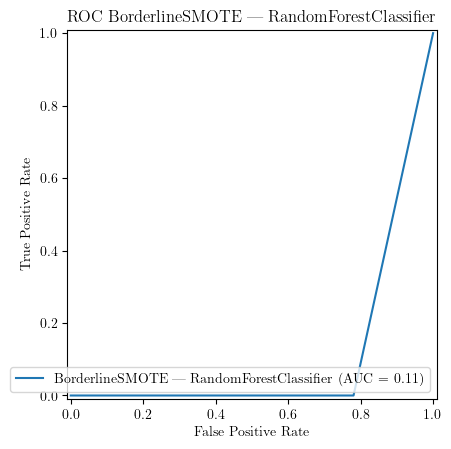 ROC BorderlineSMOTE — RandomForestClassifier
1.0
0.8
0.6
0.4
0.2
0.0
True Positive Rate
BorderlineSMOTE — RandomForestClassifier (AUC = 0.11)
0.0 0.2 0.4 0.6 0.8 1.0
False Positive Rate